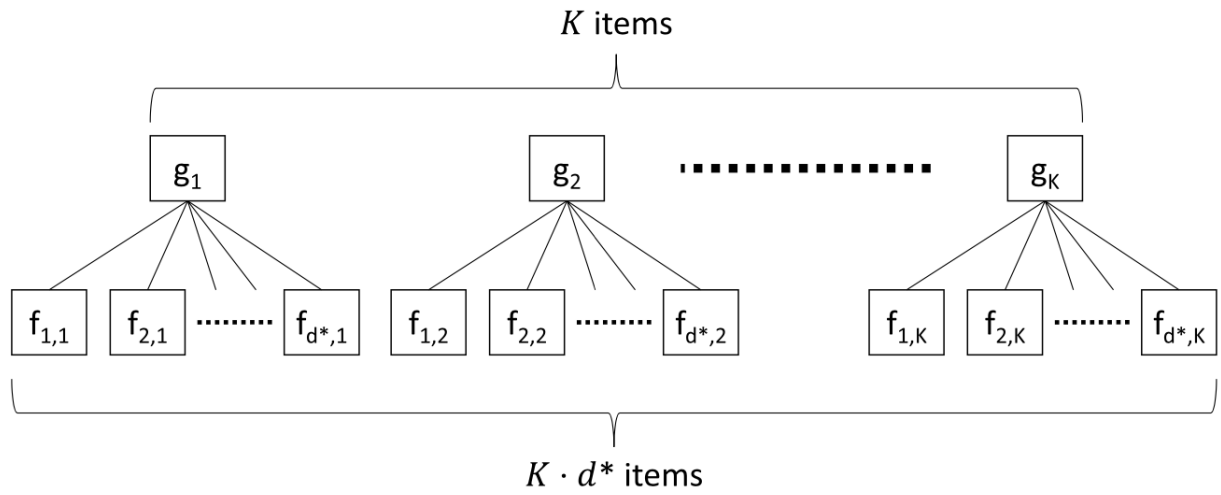 K items
g1 g2 gK
f1,1 f2,1 fd*,1 f1,2 f2,2 fd*,2 f1,K f2,K fd*,K
K · d* items